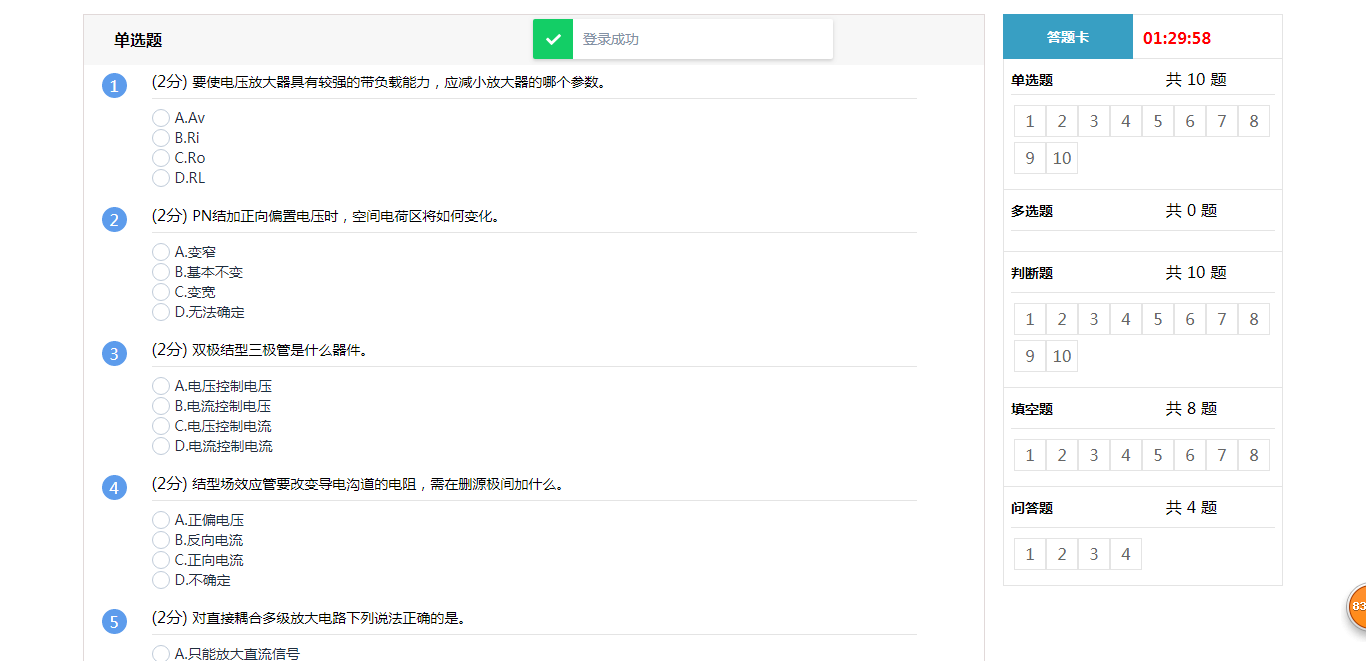 单选题
登录成功
1
(2分) 要使电压放大器具有较强的带负载能力，应减小放大器的哪个参数。
A.Av
B.Ri
C.Ro
D.RL
2
(2分) PN结加正向偏置电压时，空间电荷区将如何变化。
A.变窄
B.基本不变
C.变宽
D.无法确定
3
(2分) 双极结型三极管是什么器件。
A.电压控制电压
B.电流控制电压
C.电压控制电流
D.电流控制电流
4
(2分) 结型场效应管要改变导电沟道的电阻，需在删源极间加什么。
A.正偏电压
B.反向电流
C.正向电流
D.不确定
5
(2分) 对直接耦合多级放大电路下列说法正确的是。
A.只能放大直流信号
答题卡 01:29:58
单选题 共 10 题
1 2 3 4 5 6 7 8
9 10
多选题 共 0 题
判断题 共 10 题
1 2 3 4 5 6 7 8
9 10
填空题 共 8 题
1 2 3 4 5 6 7 8
问答题 共 4 题
1 2 3 4
83